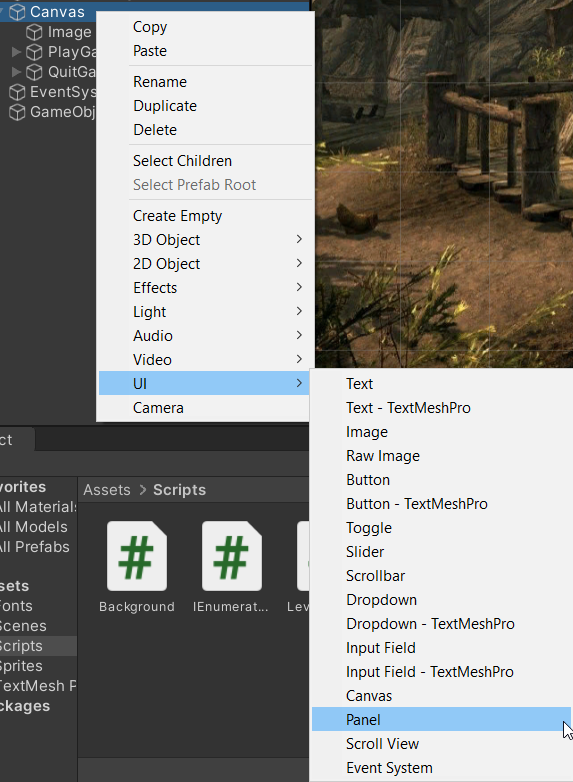 Canvas
Image
PlayGa
QuitGa
EventSys
GameObj
Copy
Paste
Rename
Duplicate
Delete
Select Children
Select Prefab Root
Create Empty
3D Object
2D Object
Effects
Light
Audio
Video
UI
Camera
Text
Text - TextMeshPro
Image
Raw Image
Button
Button - TextMeshPro
Toggle
Slider
Scrollbar
Dropdown
Dropdown - TextMeshPro
Input Field
Input Field - TextMeshPro
Canvas
Panel
Scroll View
Event System
ct
vorites
All Materials
All Models
All Prefabs
sets
Fonts
Scenes
Scripts
Sprites
TextMesh P
ckages
Assets > Scripts
Background
IEnumerat...
Lev